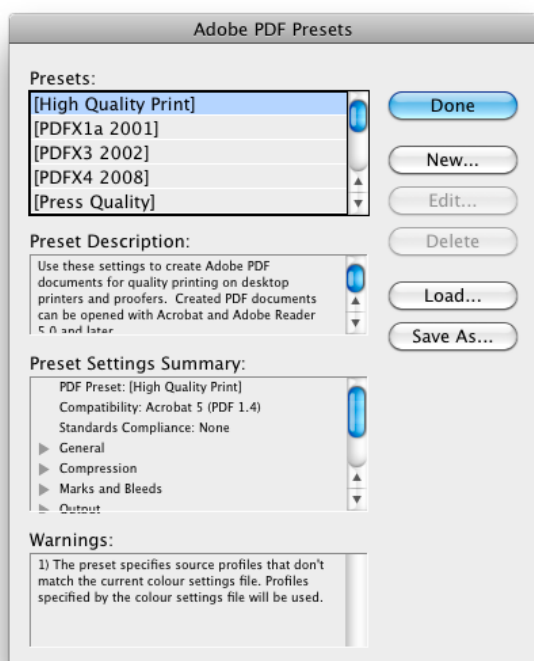 Adobe PDF Presets
Presets:
[High Quality Print]
[PDFX1a 2001]
[PDFX3 2002]
[PDFX4 2008]
[Press Quality]
Done
New...
Edit...
Delete
Load...
Save As...
Preset Description:
Use these settings to create Adobe PDF
documents for quality printing on desktop
printers and proofers.  Created PDF documents
can be opened with Acrobat and Adobe Reader
5.0 and later.
Preset Settings Summary:
PDF Preset: [High Quality Print]
Compatibility: Acrobat 5 (PDF 1.4)
Standards Compliance: None
General
Compression
Marks and Bleeds
Output
Warnings:
1) The preset specifies source profiles that don't
match the current colour settings file. Profiles
specified by the colour settings file will be used.